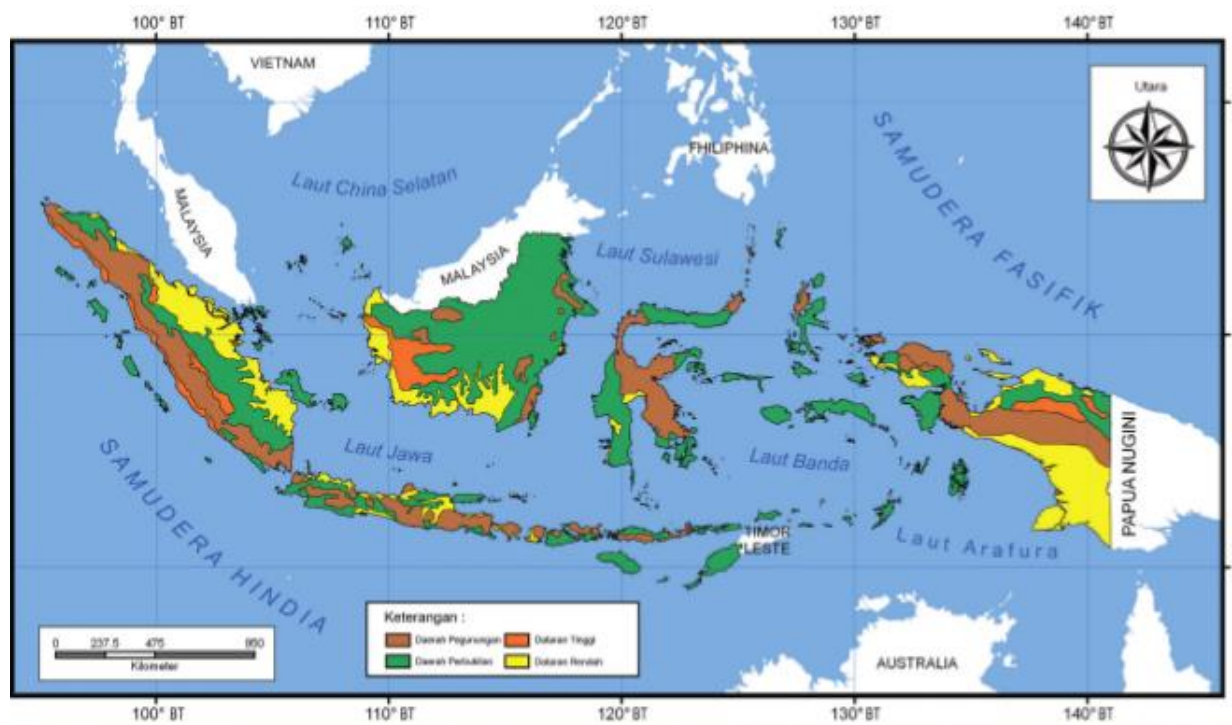 100° BT
110° BT
120° BT
130° BT
140° BT
VIETNAM
Utara
PHILIPHINA
SAMUDERA FASIFIK
Laut China Selatan
MALAYSIA
MALAYSIA
Laut Sulawesi
Laut Jawa
Laut Banda
PAPUA NUGINI
SAMUDERA HINDIA
TIMOR
LESTE
Laut Arafura
Keterangan :
Daerah Pegunungan
Dataran Tinggi
Daerah Perbukitan
Dataran Rendah
0 237.5 475 950
Kilometer
AUSTRALIA
100° BT
110° BT
120° BT
130° BT
140° BT